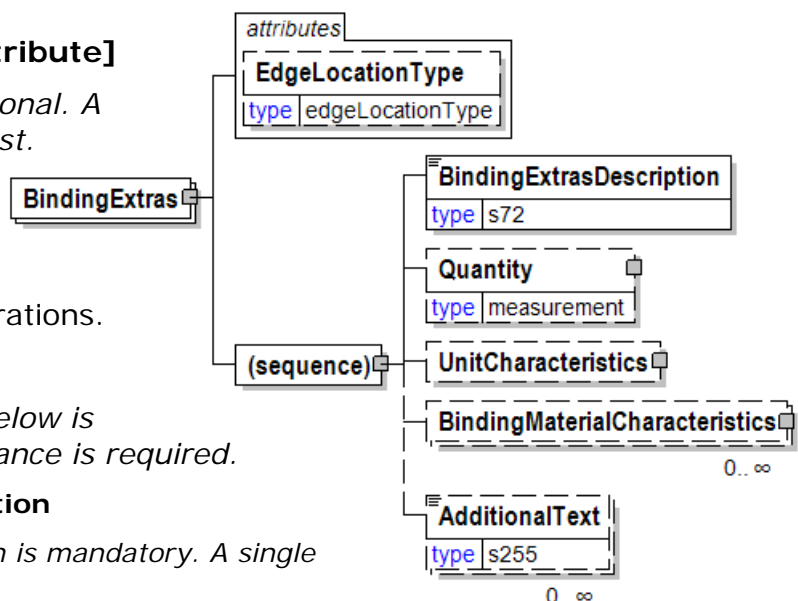 tribute]
onal. A
st.
rations.
elow is
ance is required.
tion
n is mandatory. A single
attributes
EdgeLocationType
type edgeLocationType
BindingExtras
(sequence)
BindingExtrasDescription
type s72
Quantity
type measurement
UnitCharacteristics
BindingMaterialCharacteristics
0.. ∞
AdditionalText
type s255
0.. ∞